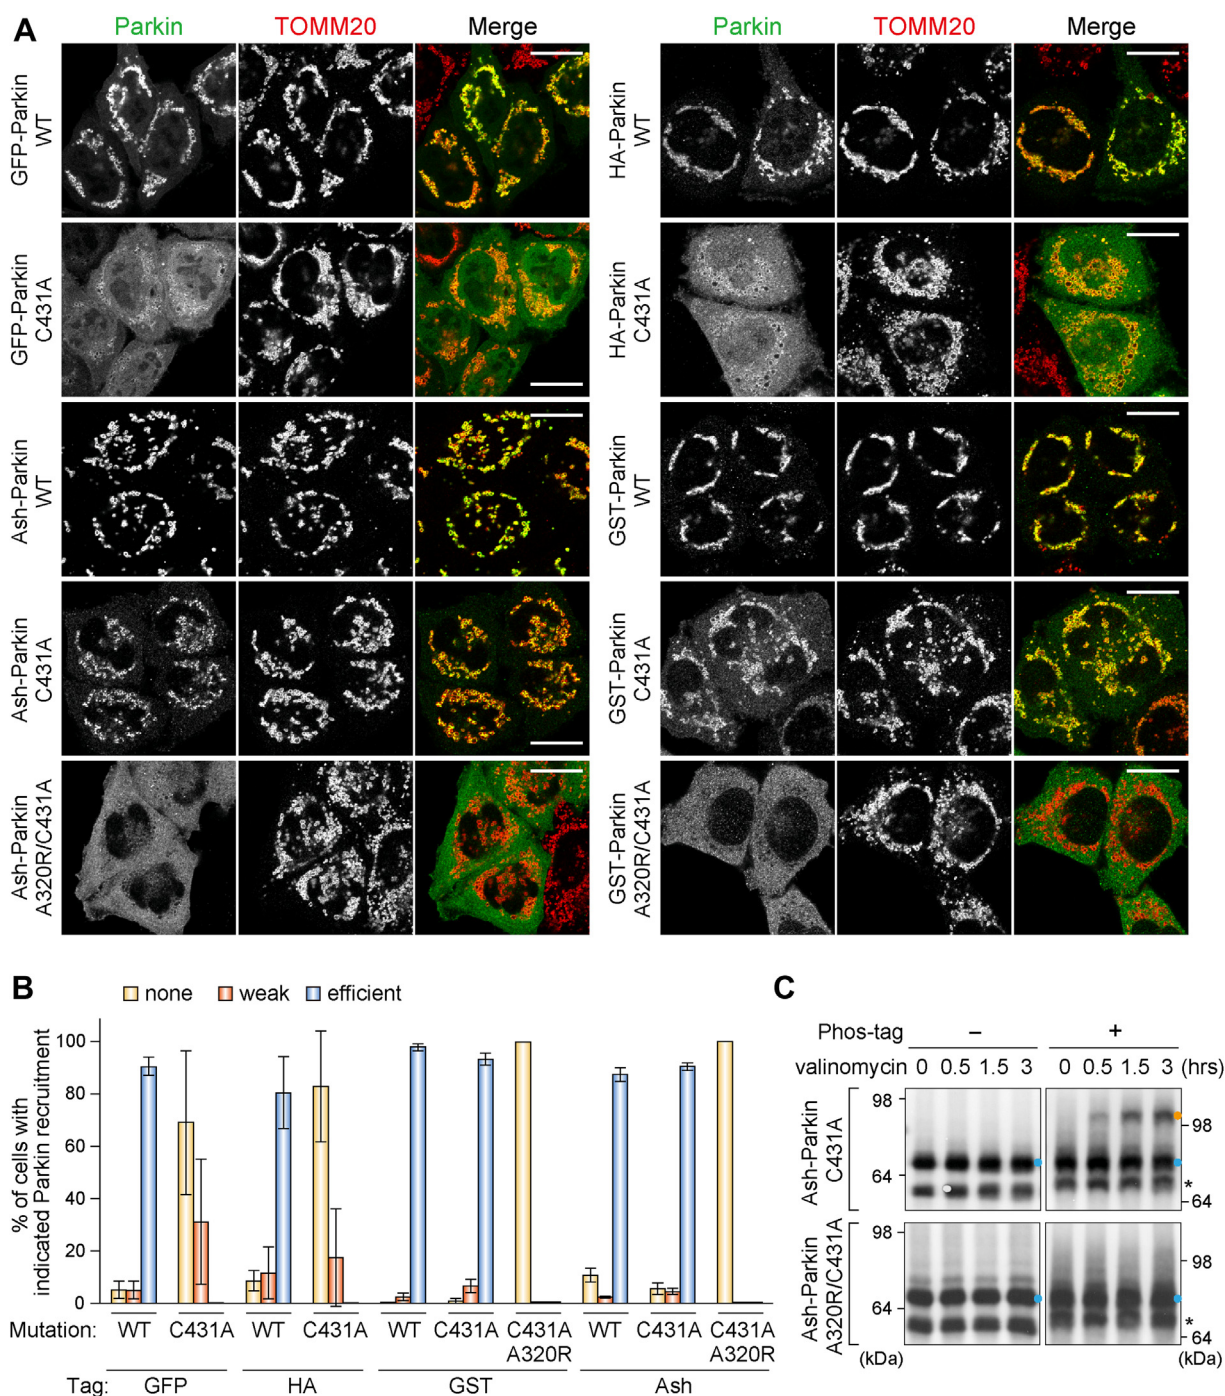 A
Parkin TOMM20 Merge
GFP-Parkin
WT
GFP-Parkin
C431A
Ash-Parkin
WT
Ash-Parkin
C431A
Ash-Parkin
A320R/C431A
Parkin TOMM20 Merge
HA-Parkin
WT
HA-Parkin
C431A
GST-Parkin
WT
GST-Parkin
C431A
GST-Parkin
A320R/C431A
B
none weak efficient
% of cells with
indicated Parkin recruitment
100
80
60
40
20
0
Mutation: WT C431A WT C431A WT C431A C431A WT C431A C431A
A320R A320R
Tag: GFP HA GST Ash
C
Phos-tag – +
valinomycin 0 0.5 1.5 3 0 0.5 1.5 3 (hrs)
Ash-Parkin
C431A
98
64
98
*
64
Ash-Parkin
A320R/C431A
98
64
98
*
64
(kDa) (kDa)